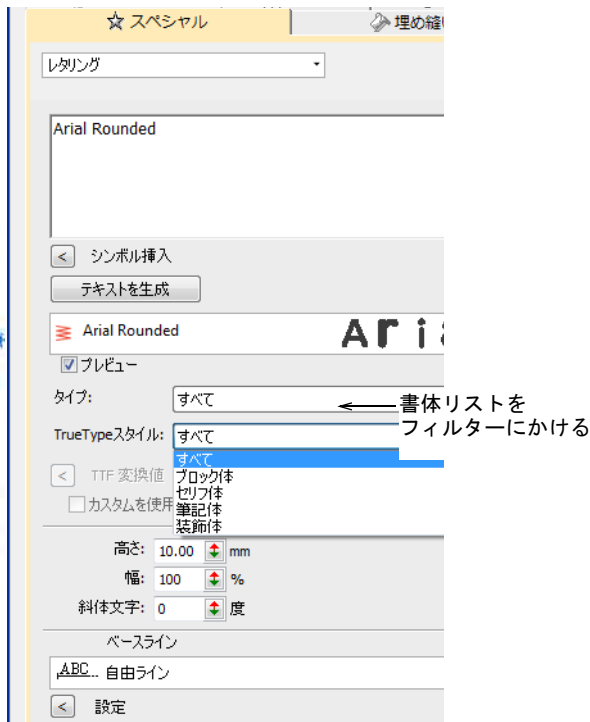 ☆ スペシャル
埋め縫
レタリング
Arial Rounded
< シンボル挿入
テキストを生成
Arial Rounded Aria
プレビュー
タイプ: すべて
書体リストを
フィルターにかける
TrueTypeスタイル: すべて
すべて
ブロック体
セリフ体
筆記体
装飾体
< TTF 変換値
カスタムを使用
高さ: 10.00 mm
幅: 100 %
斜体文字: 0 度
ベースライン
ABC... 自由ライン
< 設定